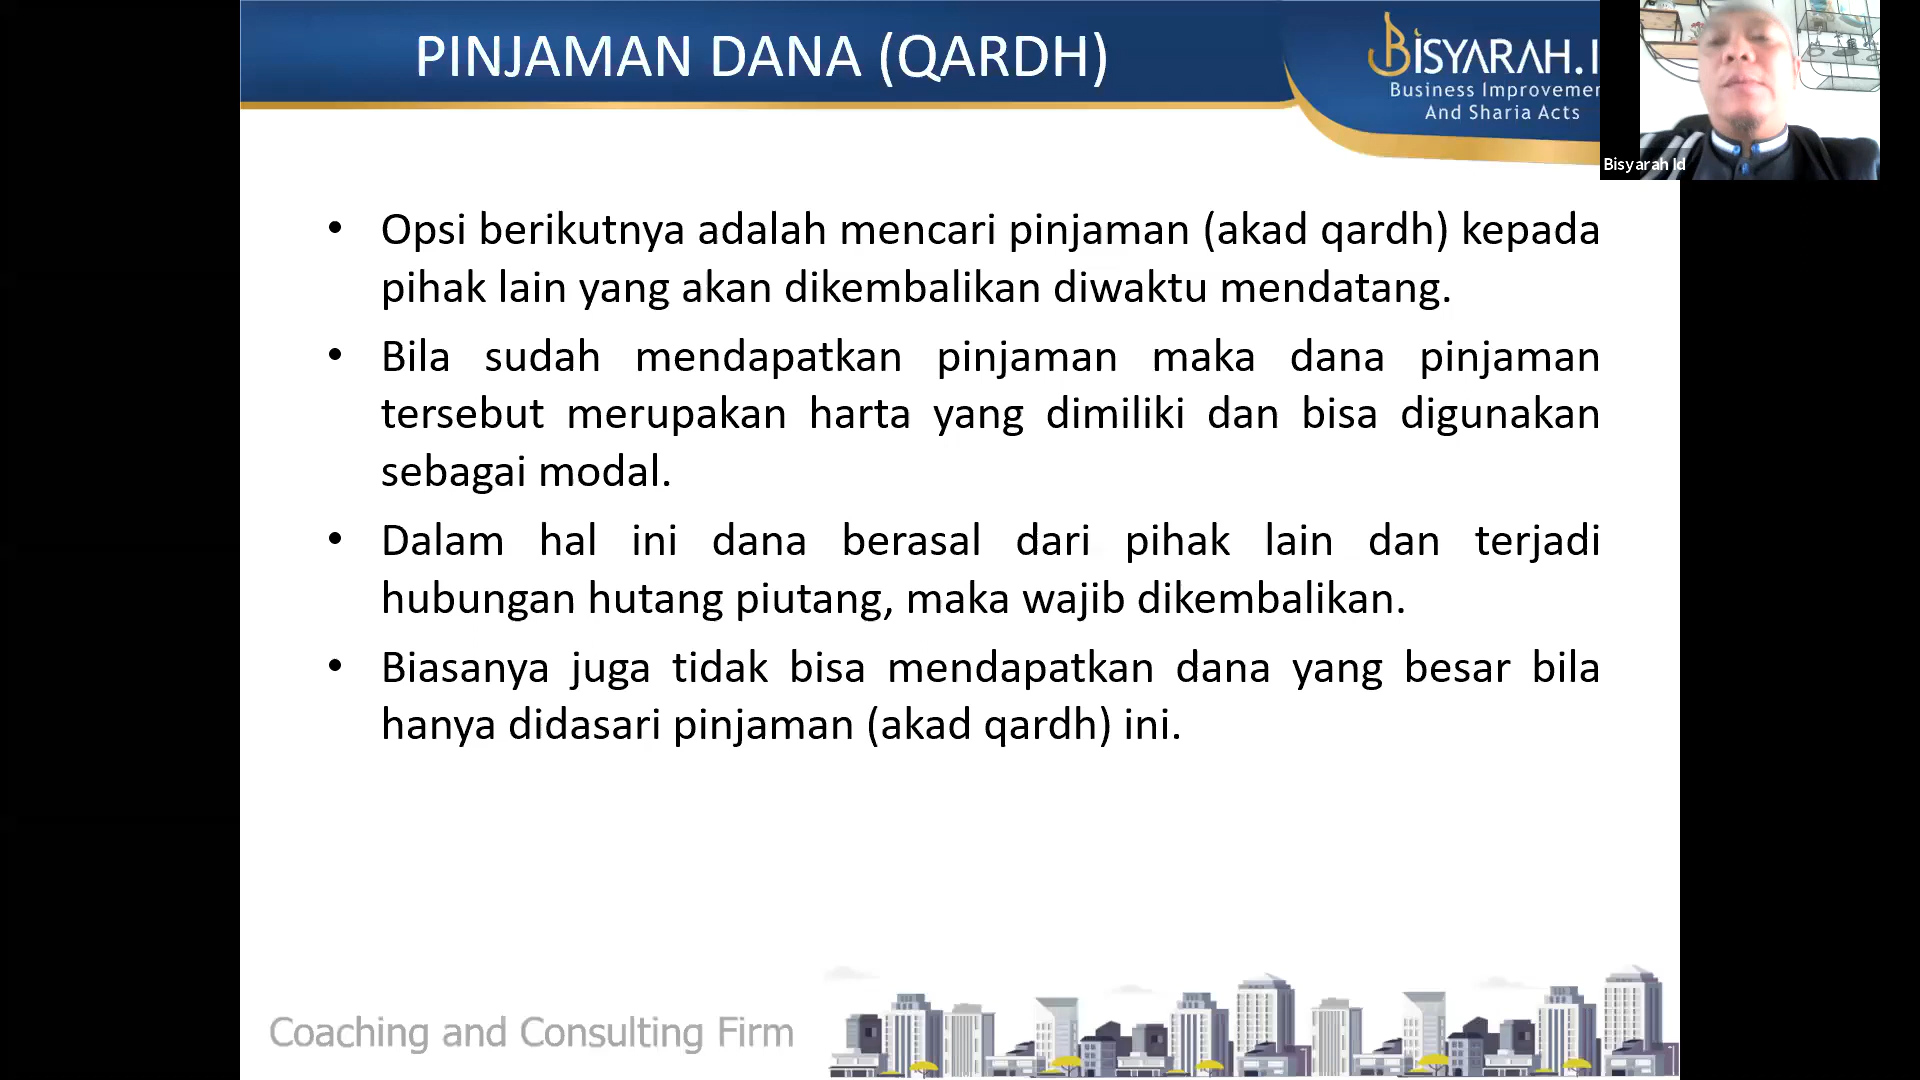 PINJAMAN DANA (QARDH)
BISYARAH.I
Business Improvemen
And Sharia Acts
Bisyarah Id
• Opsi berikutnya adalah mencari pinjaman (akad qardh) kepada
pihak lain yang akan dikembalikan diwaktu mendatang.
• Bila sudah mendapatkan pinjaman maka dana pinjaman
tersebut merupakan harta yang dimiliki dan bisa digunakan
sebagai modal.
• Dalam hal ini dana berasal dari pihak lain dan terjadi
hubungan hutang piutang, maka wajib dikembalikan.
• Biasanya juga tidak bisa mendapatkan dana yang besar bila
hanya didasari pinjaman (akad qardh) ini.
Coaching and Consulting Firm